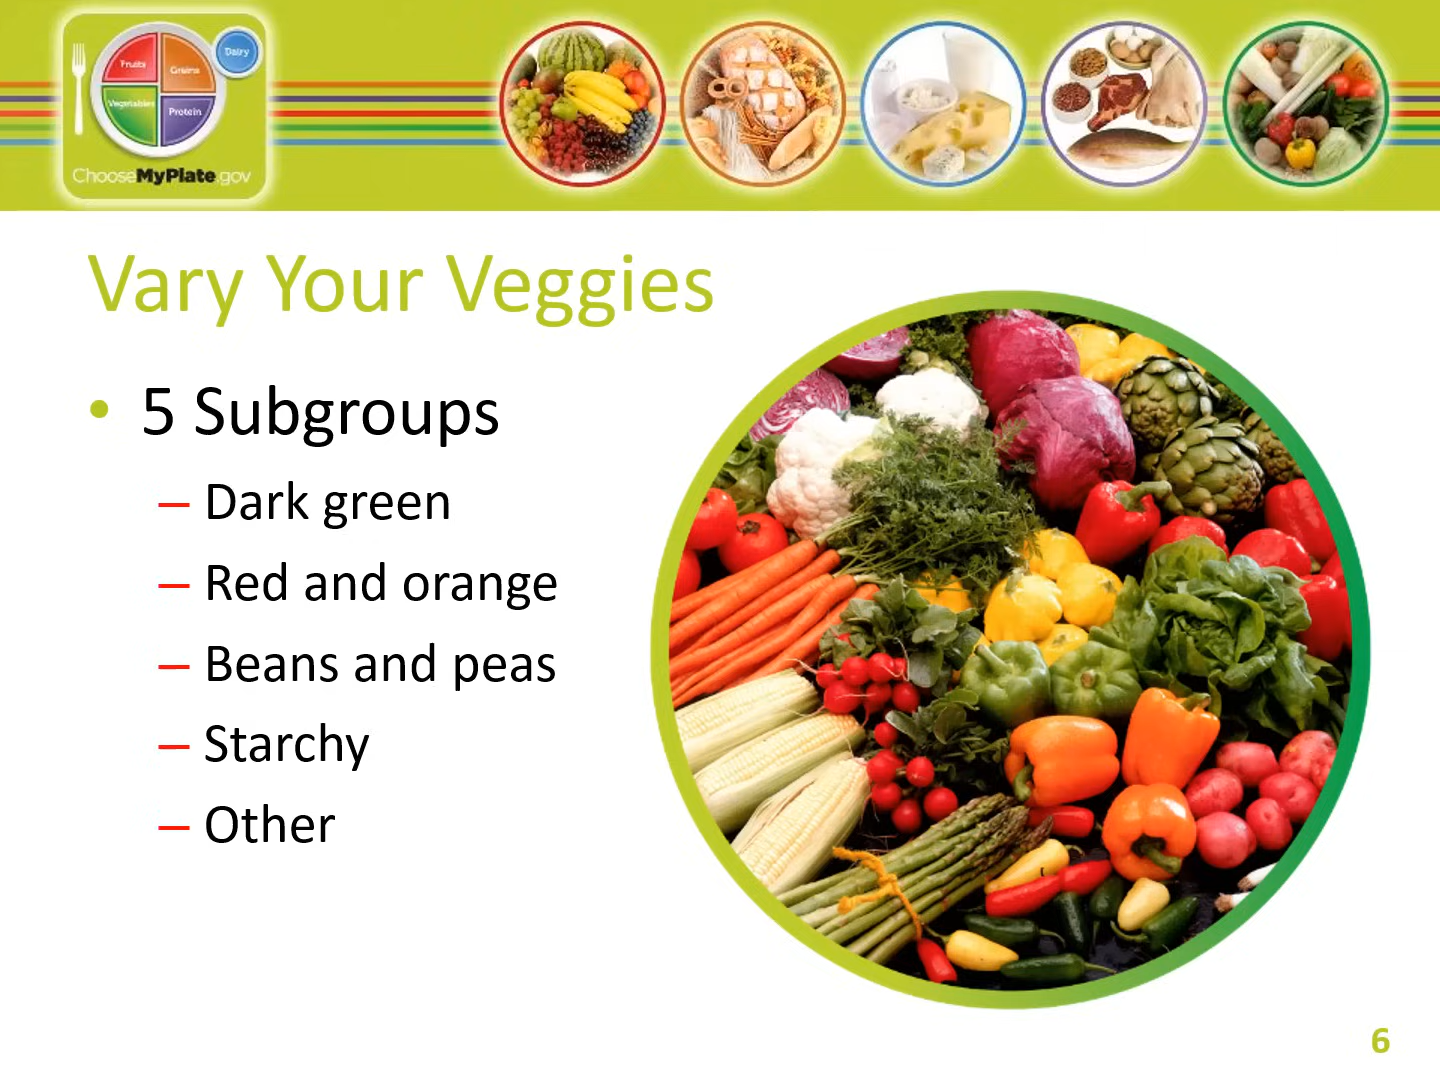 Fruits
Grains
Dairy
Vegetables
Protein
ChooseMyPlate.gov
Vary Your Veggies
• 5 Subgroups
– Dark green
– Red and orange
– Beans and peas
– Starchy
– Other
6